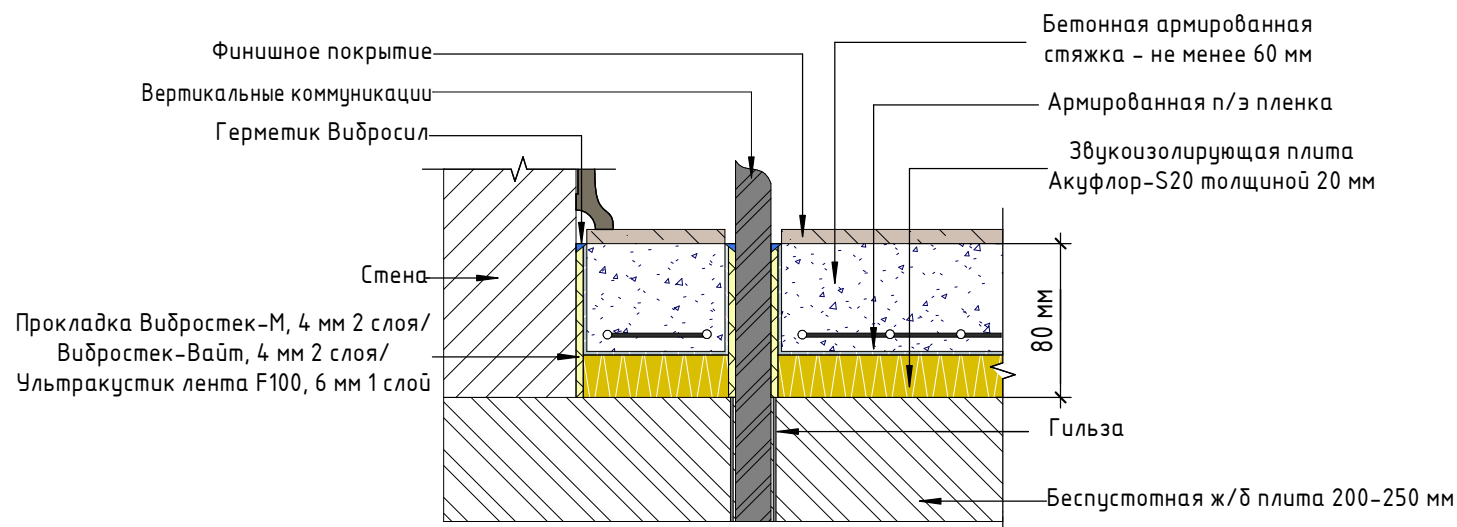 Финишное покрытие
Вертикальные коммуникации
Герметик Вибросил
Стена
Прокладка Вибростек-М, 4 мм 2 слоя/
Вибростек-Вайт, 4 мм 2 слоя/
Ультракустик лента F100, 6 мм 1 слой
Бетонная армированная
стяжка - не менее 60 мм
Армированная п/э пленка
Звукоизолирующая плита
Акуфлор-S20 толщиной 20 мм
80 мм
Гильза
Беспустотная ж/б плита 200-250 мм